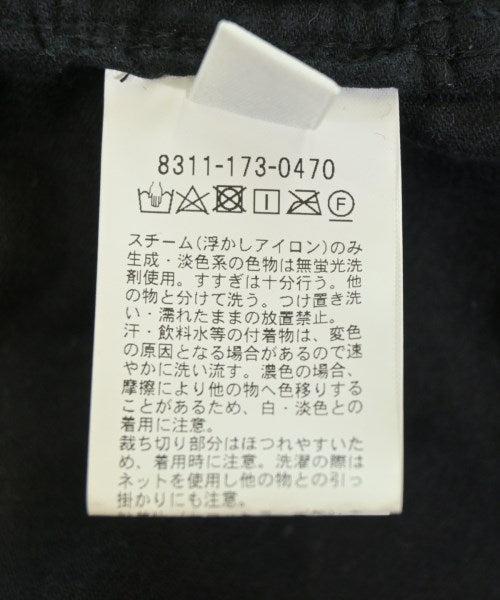 8311-173-0470
F
スチーム(浮かしアイロン)のみ
生成・淡色系の色物は無蛍光洗
剤使用。すすぎは十分行う。他
の物と分けて洗う。つけ置き洗
い・濡れたままの放置禁止。
汗・飲料水等の付着物は、変色
の原因となる場合があるので速
やかに洗い流す。濃色の場合、
摩擦により他の物へ色移りする
ことがあるため、白・淡色との
着用に注意。
裁ち切り部分はほつれやすいた
め、着用時に注意。洗濯の際は
ネットを使用し他の物との引っ
掛かりにも注意。